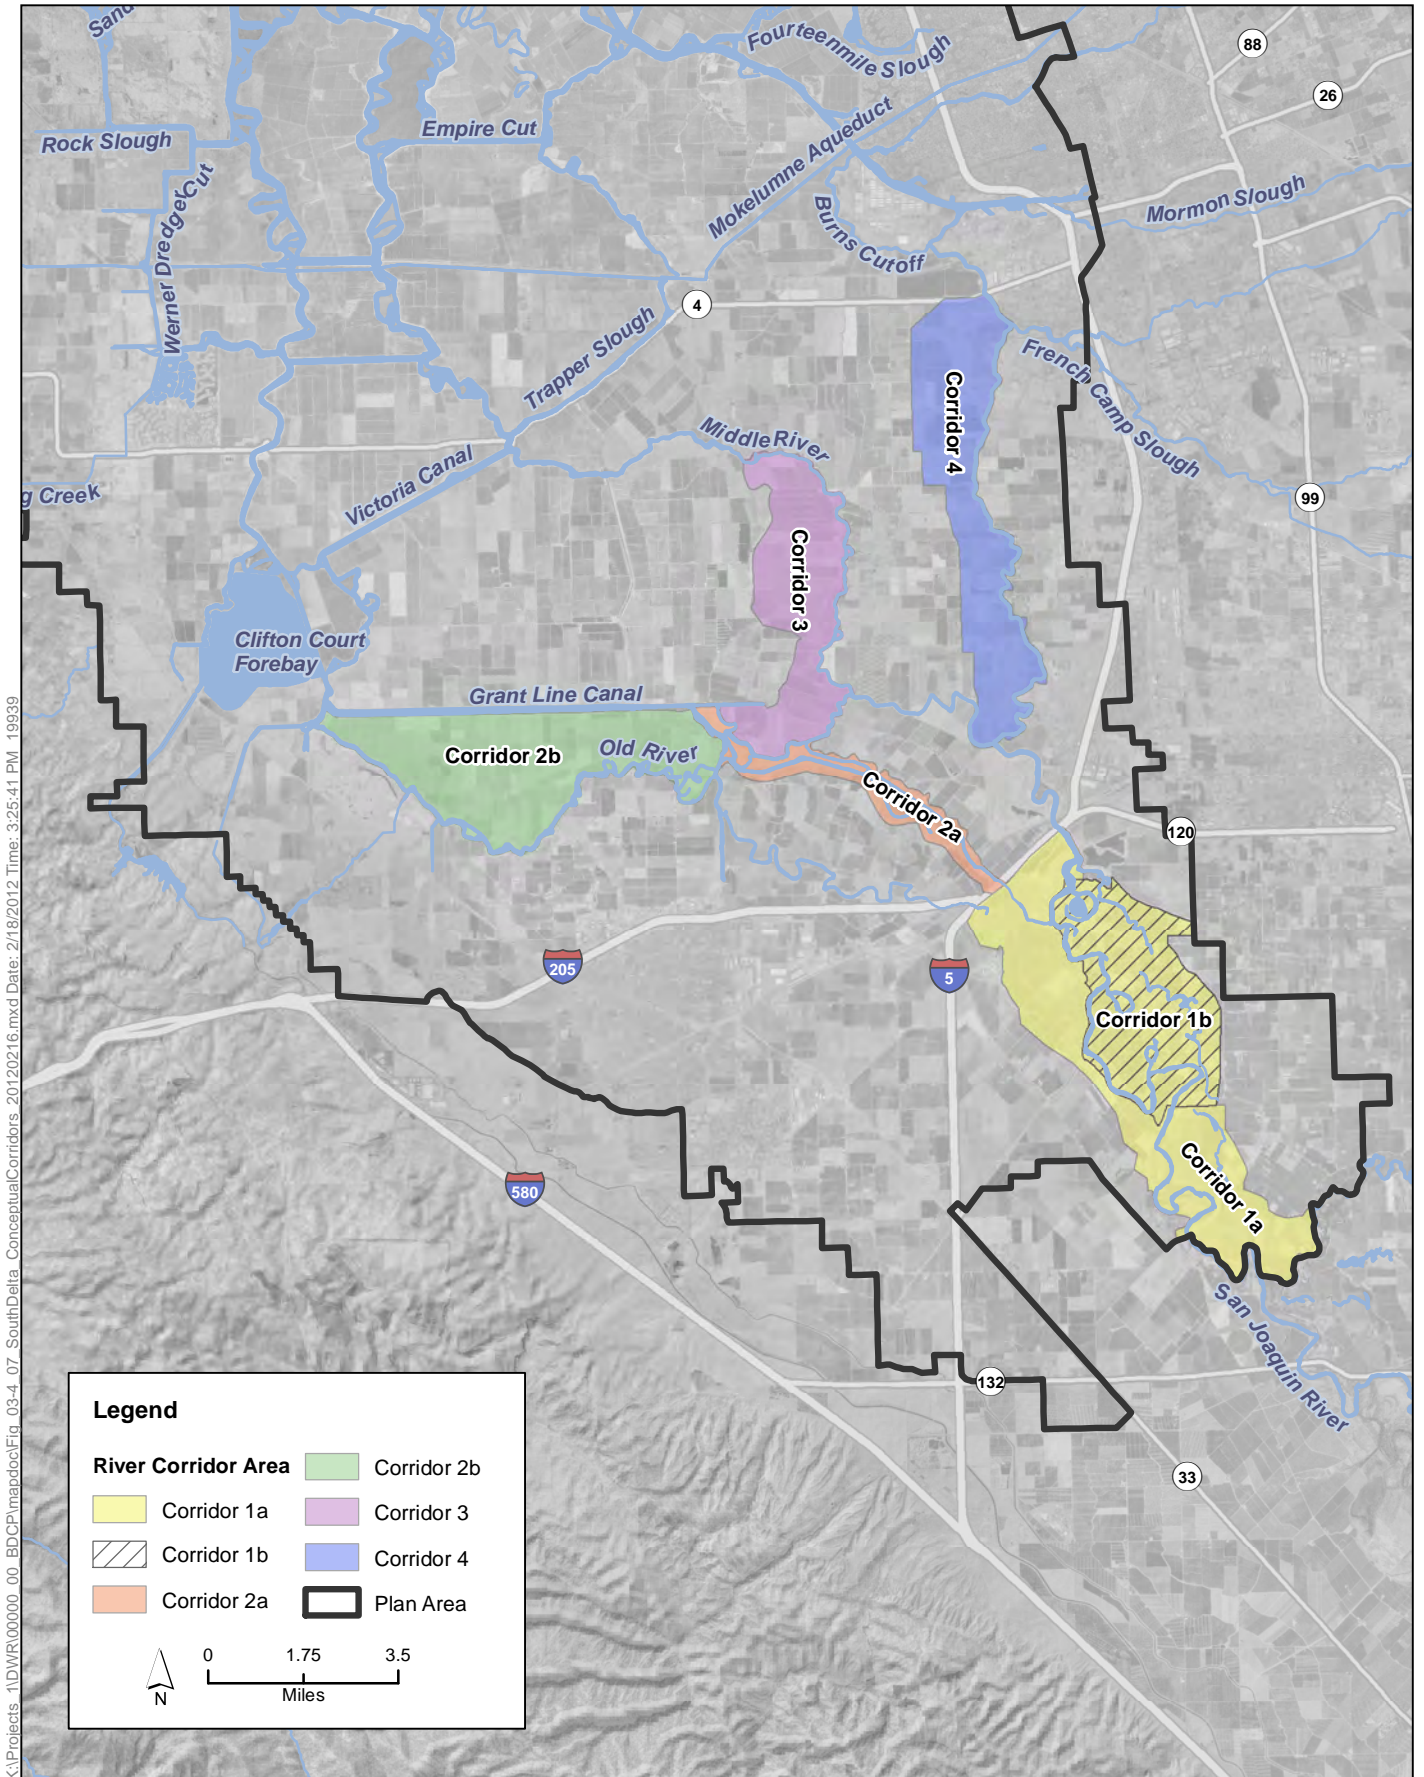 Sand
Fourteenmile Slough
88
26
Rock Slough
Empire Cut
Mokelumne Aqueduct
Werner Dredger Cut
Burns Cutoff
Mormon Slough
4
Trapper Slough
French Camp Slough
Corridor 4
Middle River
Victoria Canal
g Creek
99
Corridor 3
Clifton Court
Forebay
Grant Line Canal
Corridor 2b
Old River
Corridor 2a
120
205
5
Corridor 1b
Corridor 1a
580
San Joaquin River
132
33
Legend
River Corridor Area
Corridor 1a
Corridor 1b
Corridor 2a
Corridor 2b
Corridor 3
Corridor 4
Plan Area
0 1.75 3.5
Miles
N
K:\Projects_1\DWR\00000_00_BDCP\mapdoc\Fig_03-4_07_SouthDelta_ConceptualCorridors_20120216.mxd Date: 2/18/2012 Time: 3:25:41 PM 19939